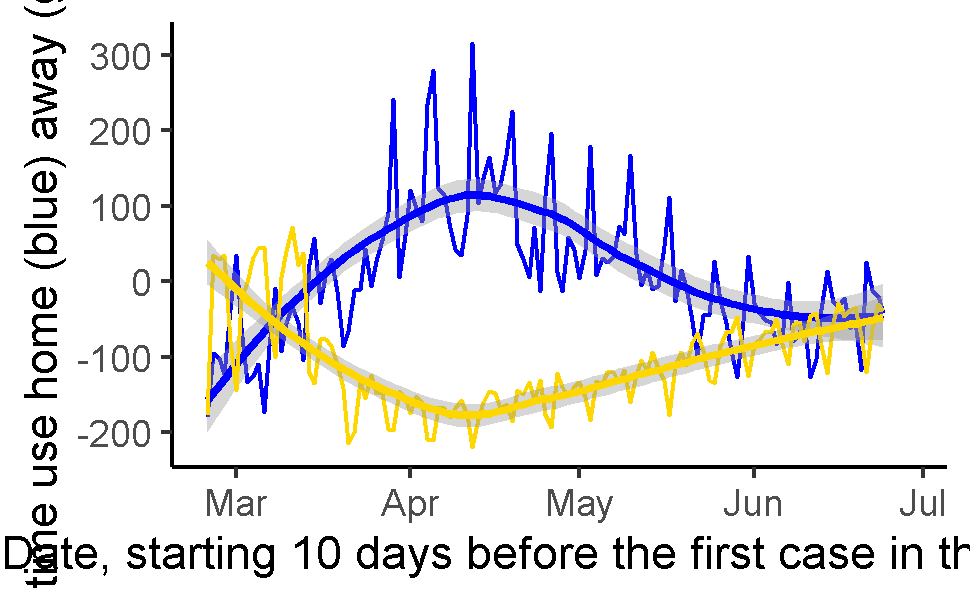 time use home (blue) away (
300
200
100
0
-100
-200
Mar Apr May Jun Jul
Date, starting 10 days before the first case in th